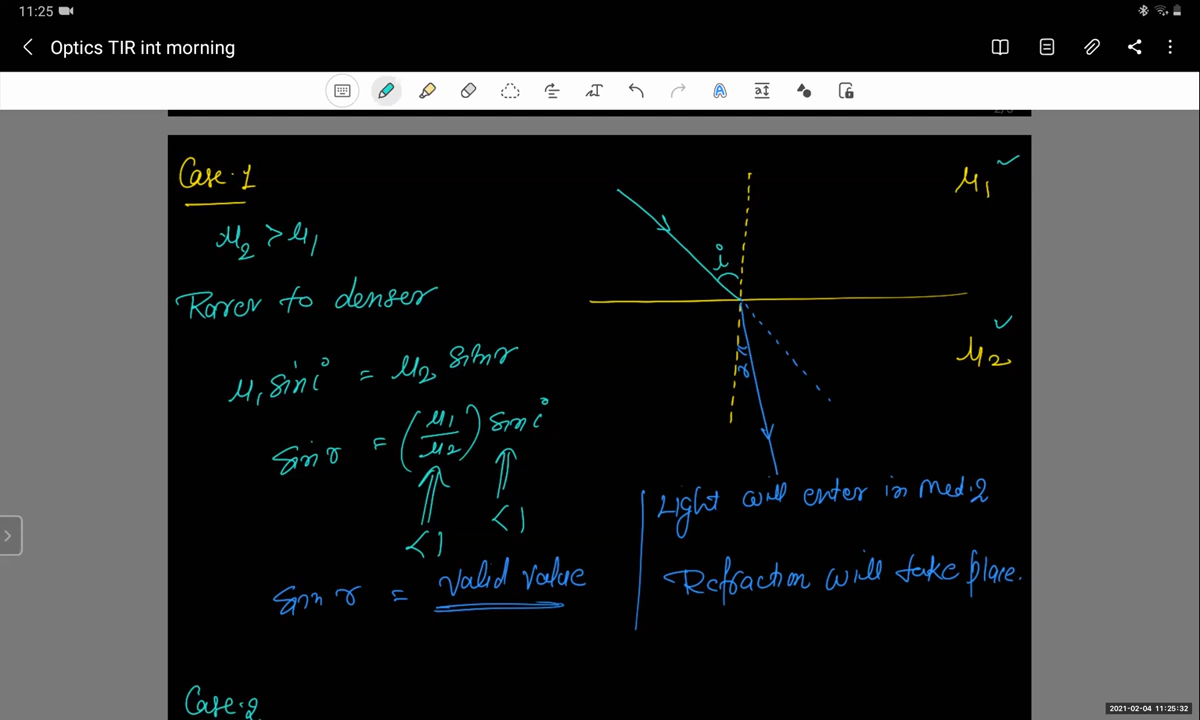 11:25
Optics TIR int morning
Case·1
μ₂ > μ₁
Rarer to denser
μ₁ sin i = μ₂ sin r
sin r = (μ₁/μ₂) sin i
<1 <1
sin r = valid value
μ₁
i
μ₂
r
Light will enter in Med·2
Refraction will take place.
Case·2
2021-02-04 11:25:32